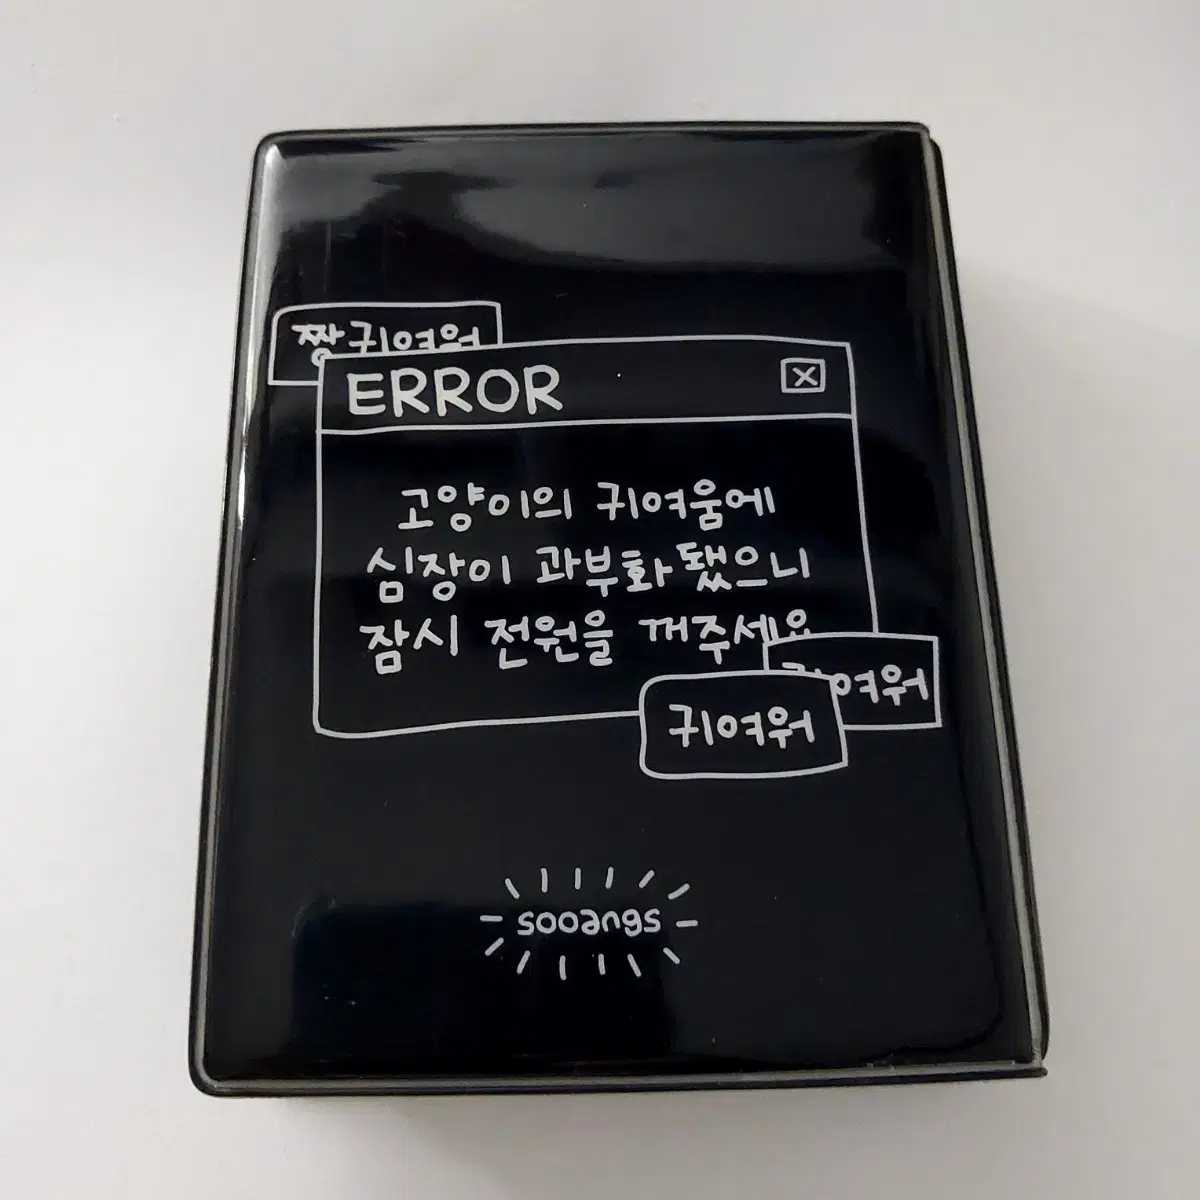 짱귀여워
ERROR
고양이의 귀여움에
심장이 과부화됐으니
잠시 전원을 꺼주세요
귀여워
귀여워
sooangs